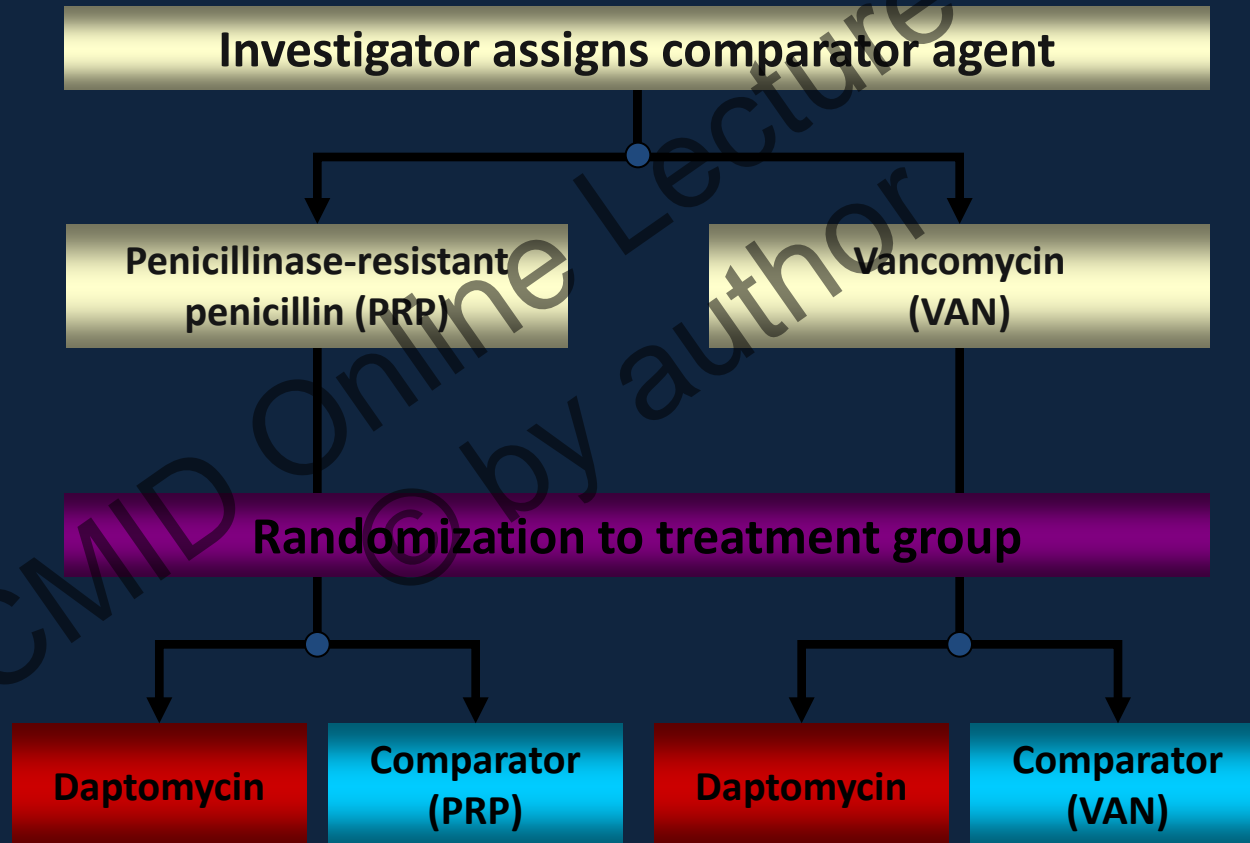 Investigator assigns comparator agent
Penicillinase-resistant
penicillin (PRP)
Vancomycin
(VAN)
Randomization to treatment group
Daptomycin
Comparator
(PRP)
Daptomycin
Comparator
(VAN)
CMID Online Lecture
© by author